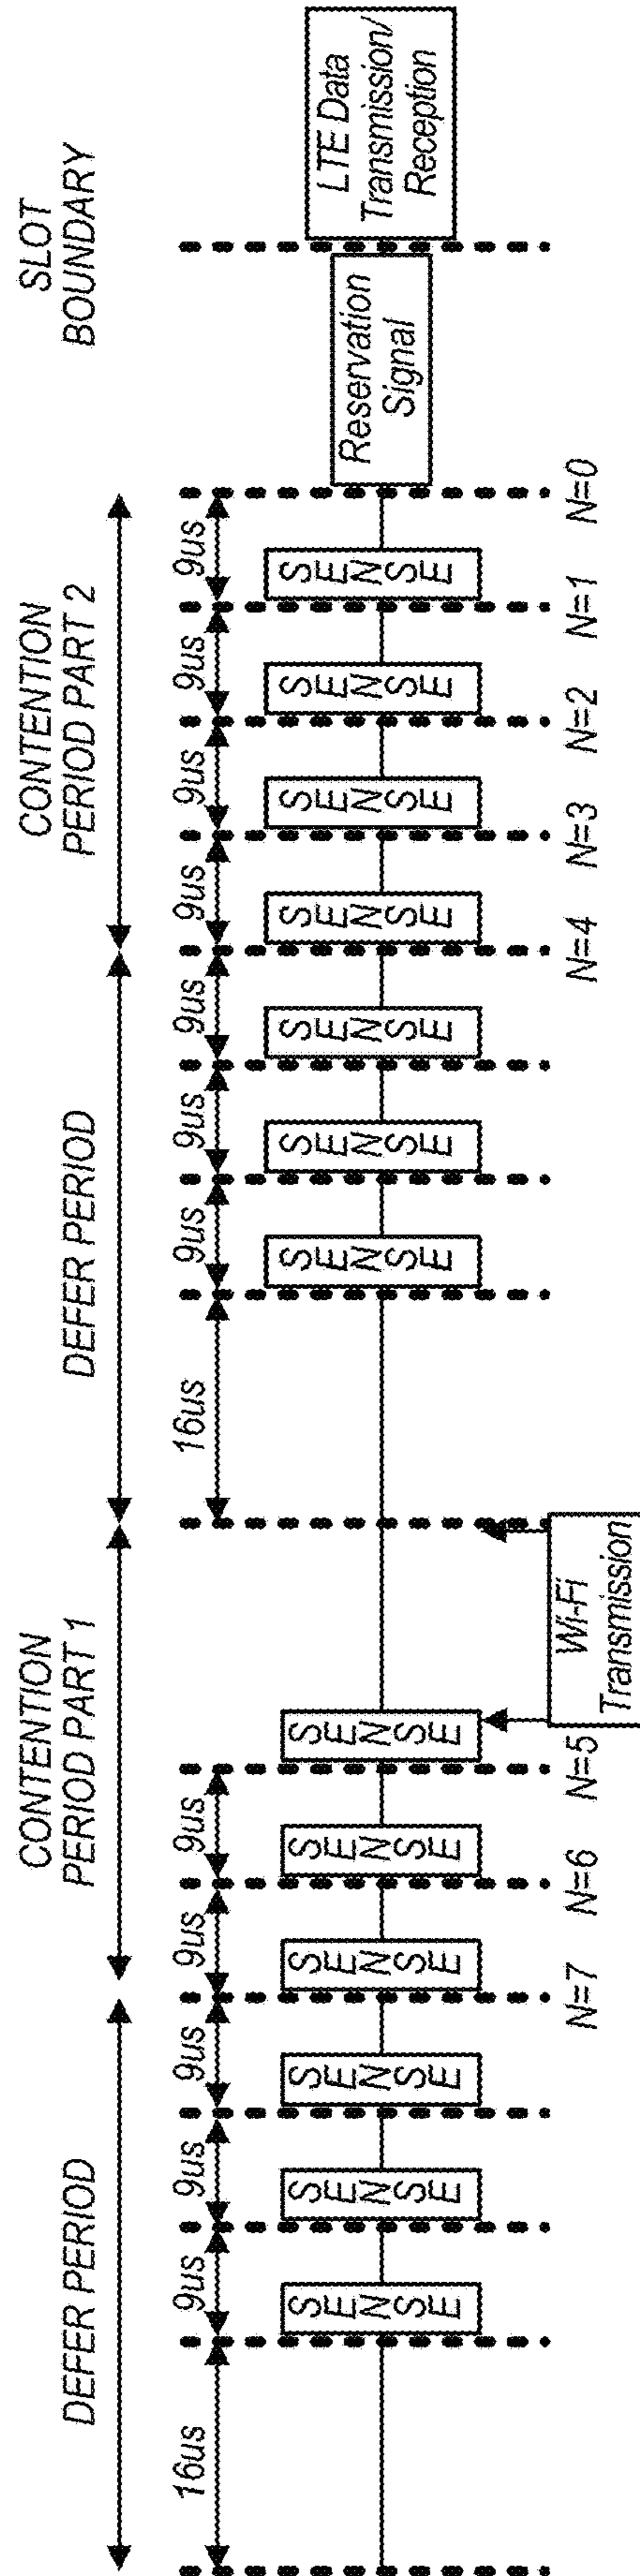 DEFER PERIOD
CONTENTION
PERIOD PART 1
DEFER PERIOD
CONTENTION
PERIOD PART 2
SLOT
BOUNDARY
16us
9us
9us
9us
9us
9us
16us
9us
9us
9us
9us
9us
9us
9us
SENSE
SENSE
SENSE
SENSE
SENSE
SENSE
SENSE
SENSE
SENSE
SENSE
SENSE
SENSE
SENSE
Reservation
Signal
LTE Data
Transmission/
Reception
N=7
N=6
N=5
Wi-Fi
Transmission
N=4
N=3
N=2
N=1
N=0